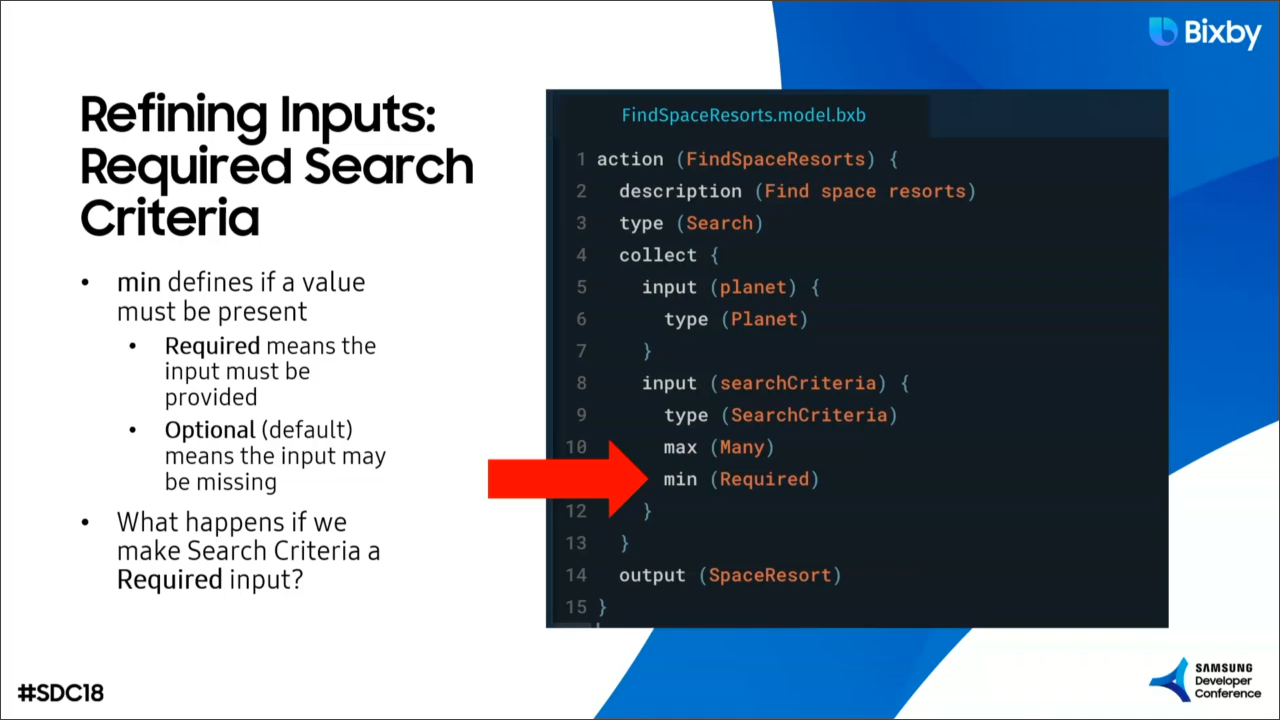 Bixby
Refining Inputs:
Required Search
Criteria
• min defines if a value
must be present
• Required means the
input must be
provided
• Optional (default)
means the input may
be missing
• What happens if we
make Search Criteria a
Required input?
FindSpaceResorts.model.bxb
1 action (FindSpaceResorts) {
2 description (Find space resorts)
3 type (Search)
4 collect {
5 input (planet) {
6 type (Planet)
7 }
8 input (searchCriteria) {
9 type (SearchCriteria)
10 max (Many)
min (Required)
12 }
13 }
14 output (SpaceResort)
15 }
#SDC18
SAMSUNG
Developer
Conference